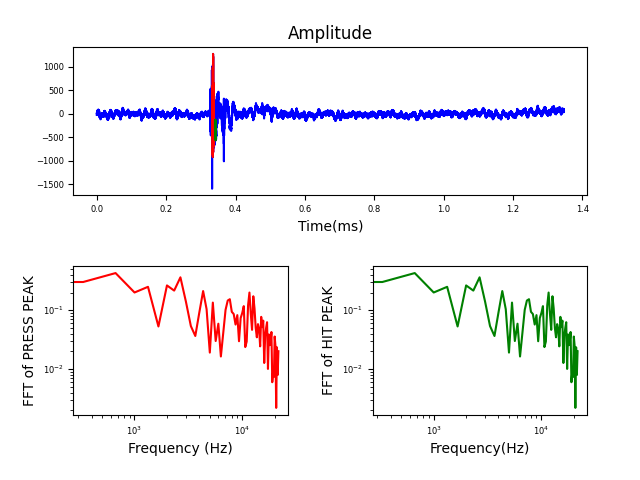 Amplitude
1000
500
0
−500
−1000
−1500
0.0 0.2 0.4 0.6 0.8 1.0 1.2 1.4
Time(ms)
FFT of PRESS PEAK
10⁻¹
10⁻²
10³ 10⁴
Frequency (Hz)
FFT of HIT PEAK
10⁻¹
10⁻²
10³ 10⁴
Frequency(Hz)